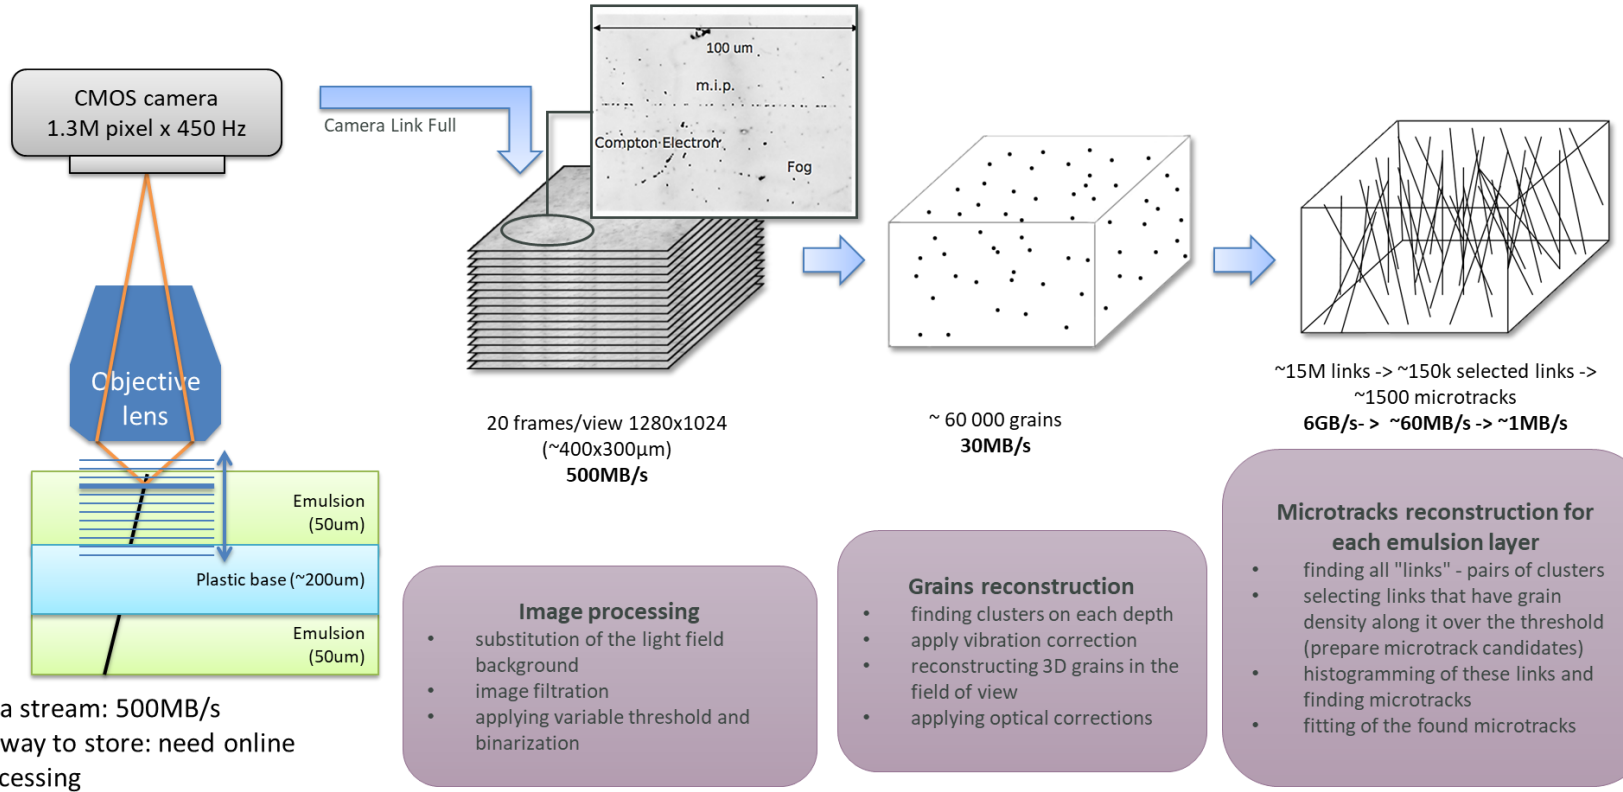 CMOS camera
1.3M pixel x 450 Hz
Camera Link Full
100 um
m.i.p.
Compton Electron
Fog
Objective
lens
Emulsion
(50um)
Plastic base (~200um)
Emulsion
(50um)
a stream: 500MB/s
way to store: need online
cessing
20 frames/view 1280x1024
(~400x300µm)
500MB/s
~ 60 000 grains
30MB/s
~15M links -> ~150k selected links ->
~1500 microtracks
6GB/s- > ~60MB/s -> ~1MB/s
Image processing
• substitution of the light field
background
• image filtration
• applying variable threshold and
binarization
Grains reconstruction
• finding clusters on each depth
• apply vibration correction
• reconstructing 3D grains in the
field of view
• applying optical corrections
Microtracks reconstruction for
each emulsion layer
• finding all "links" - pairs of clusters
• selecting links that have grain
density along it over the threshold
(prepare microtrack candidates)
• histogramming of these links and
finding microtracks
• fitting of the found microtracks